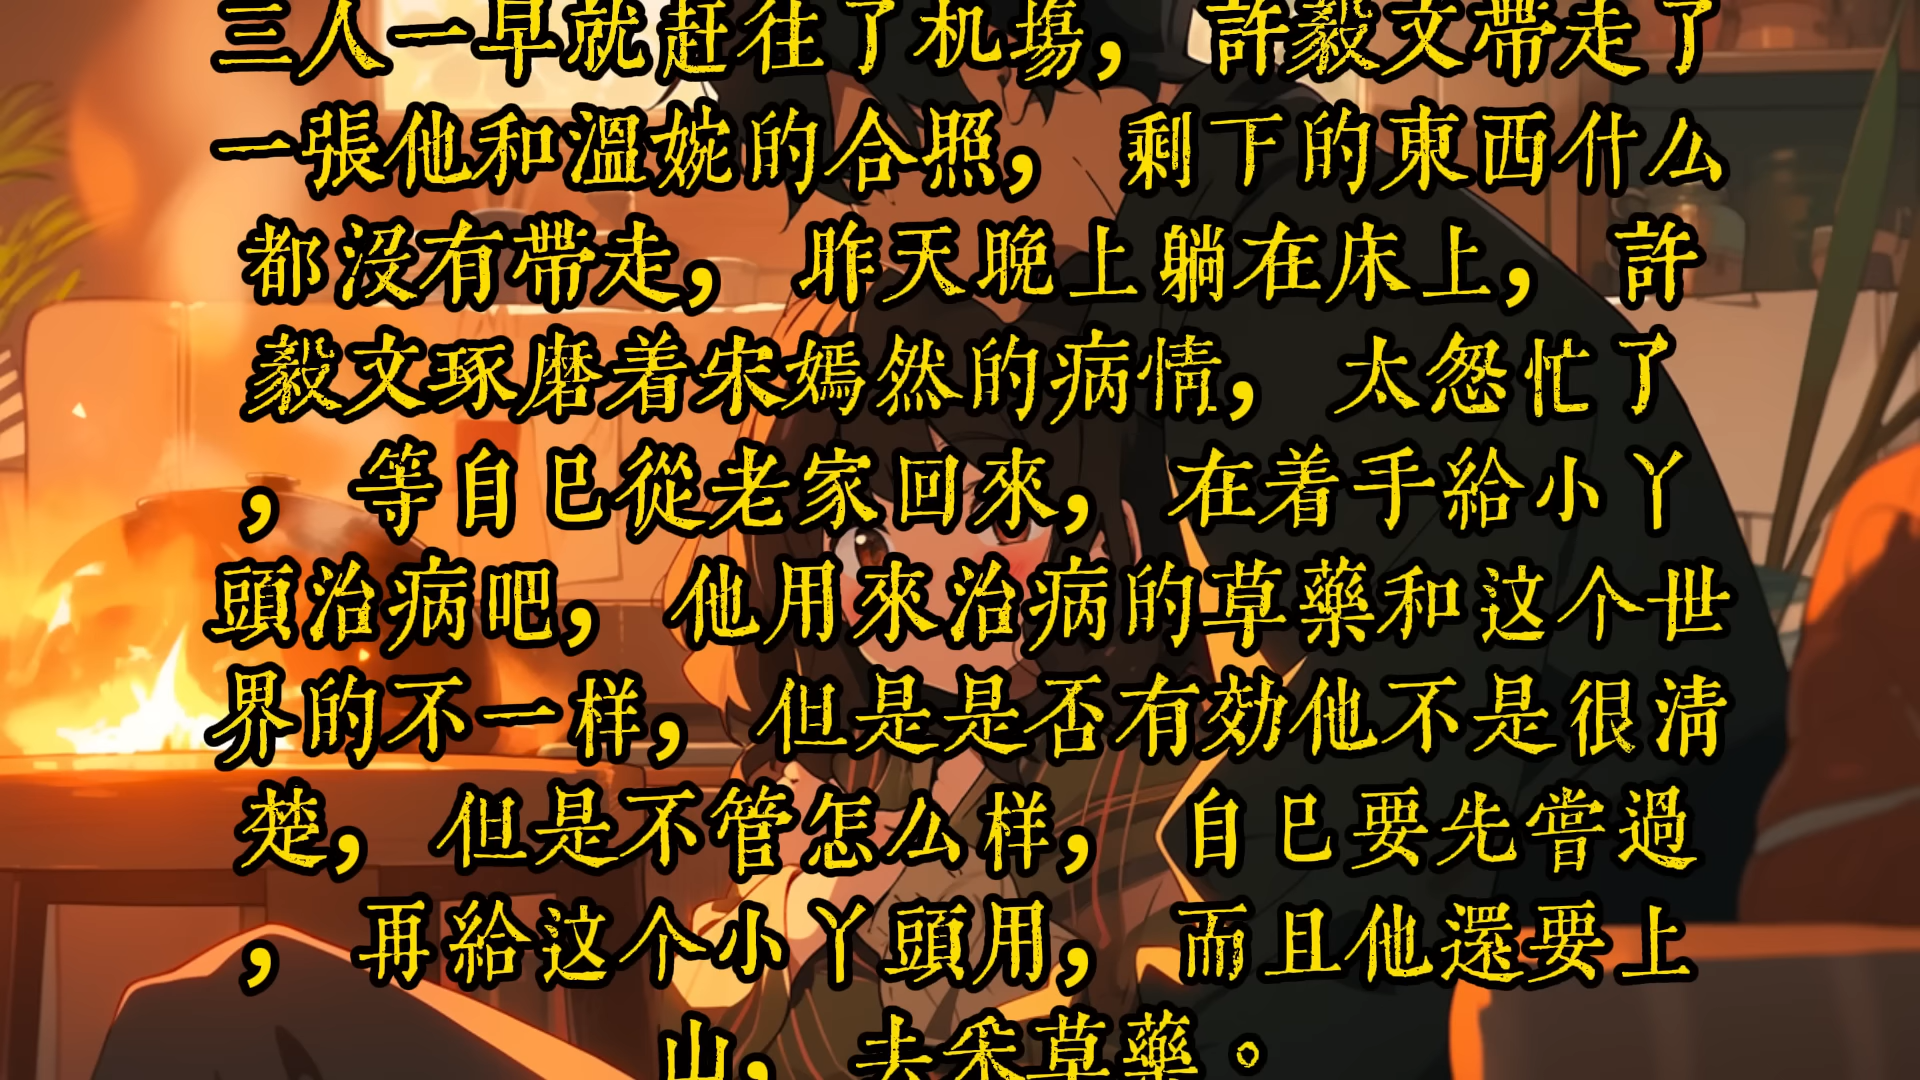 三人一早就赶往了机塲，許毅文帶走了
一張他和溫婉的合照，剩下的東西什么
都沒有帶走，昨天晚上躺在床上，許
毅文琢磨着宋嫣然的病情，太怱忙了
，等自已從老家回來，在着手給小丫
頭治病吧，他用來治病的草藥和这个世
界的不一样，但是是否有効他不是很清
楚，但是不管怎么样，自已要先嘗過
，再給这个小丫頭用，而且他還要上
山，去采草藥。